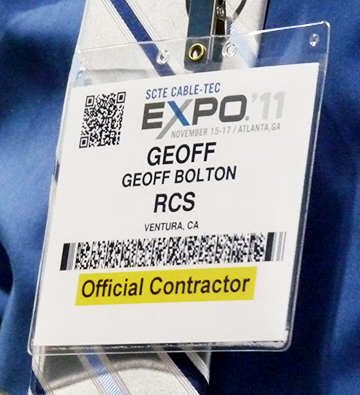 SCTE CABLE-TEC
EXPO.'11
NOVEMBER 15-17 / ATLANTA,GA
GEOFF
GEOFF BOLTON
RCS
VENTURA, CA
Official Contractor